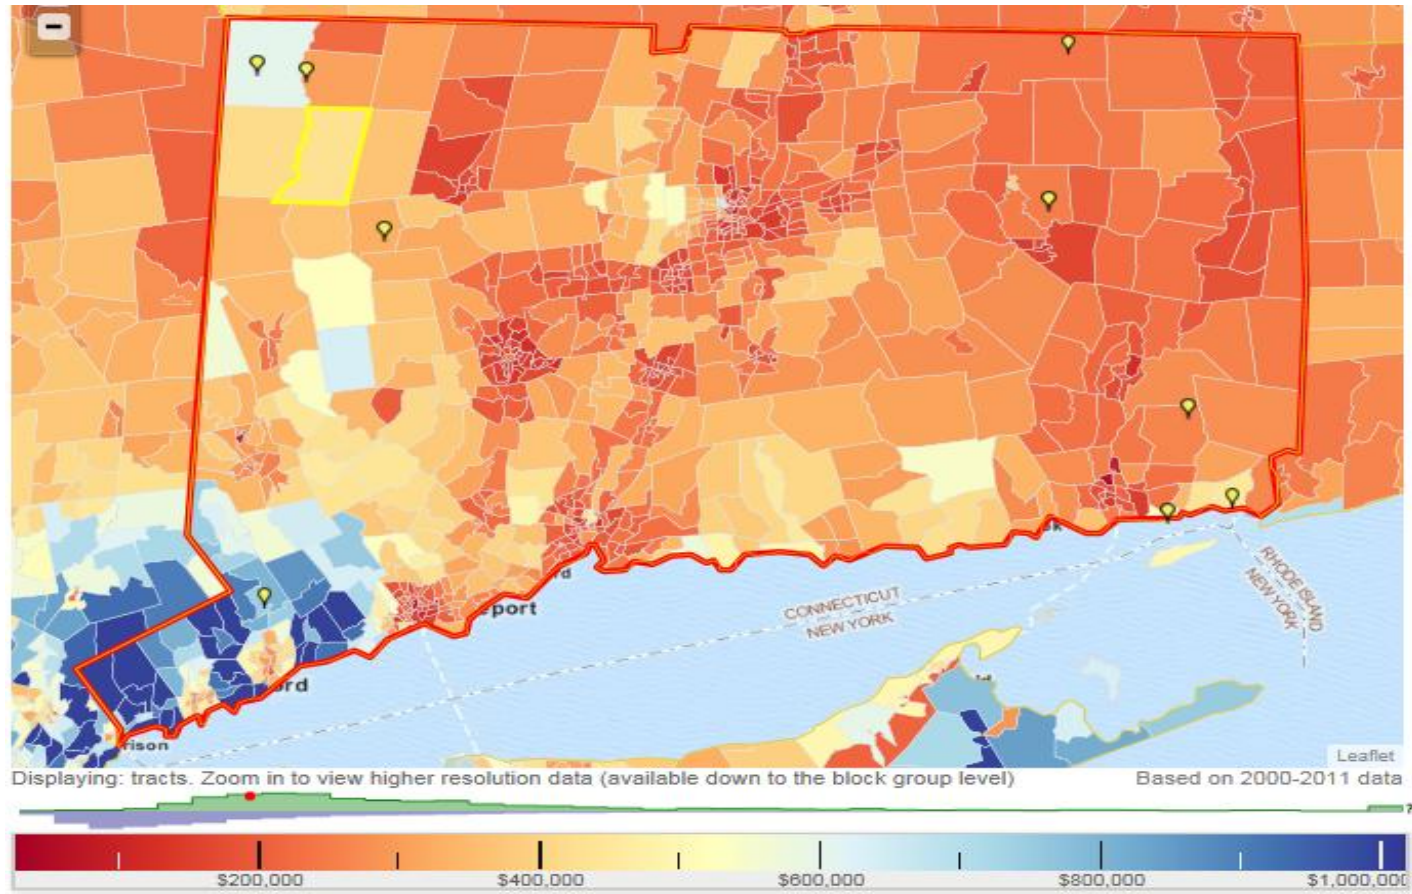 −
rd
k
port
CONNECTICUT
NEW YORK
RHODE ISLAND
NEW YORK
ord
rison
Leaflet
Displaying: tracts. Zoom in to view higher resolution data (available down to the block group level)
Based on 2000-2011 data
?
$200,000 $400,000 $600,000 $800,000 $1,000,000